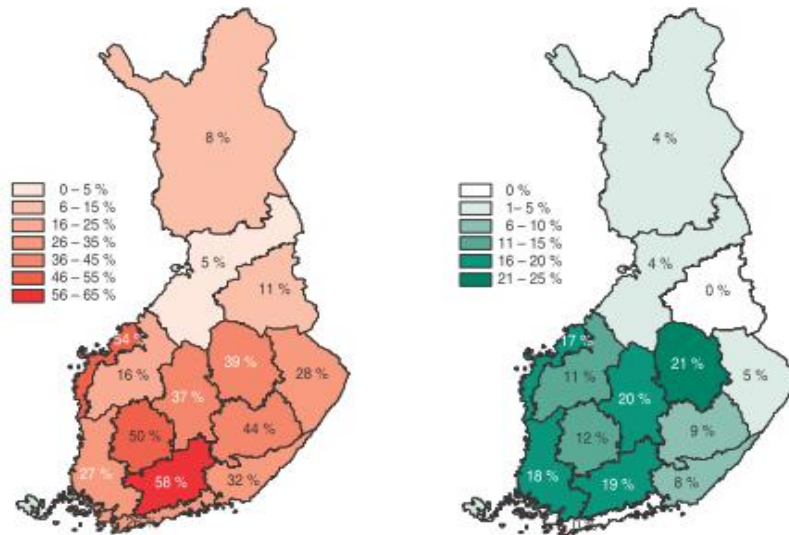 8 %
0 – 5 %
6 – 15 %
16 – 25 %
26 – 35 %
36 – 45 %
46 – 55 %
56 – 65 %
5 %
11 %
54 %
16 %
37 %
39 %
28 %
50 %
44 %
27 %
58 %
32 %
4 %
0 %
1 – 5 %
6 – 10 %
11 – 15 %
16 – 20 %
21 – 25 %
4 %
0 %
17 %
11 %
20 %
21 %
5 %
12 %
9 %
18 %
19 %
8 %